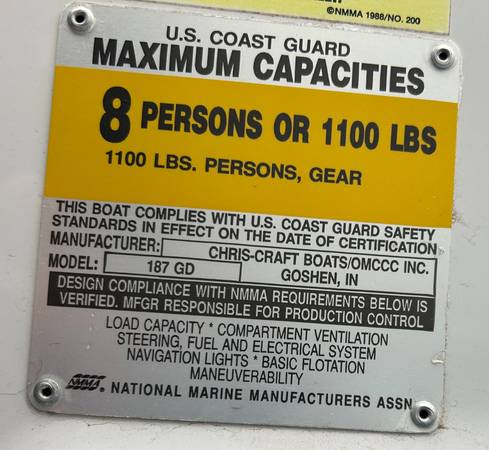 ©NMMA 1988/NO. 200
U.S. COAST GUARD
MAXIMUM CAPACITIES
8 PERSONS OR 1100 LBS
1100 LBS. PERSONS, GEAR
THIS BOAT COMPLIES WITH U.S. COAST GUARD SAFETY
STANDARDS IN EFFECT ON THE DATE OF CERTIFICATION
MANUFACTURER: CHRIS-CRAFT BOATS/OMCCC INC.
MODEL: 187 GD GOSHEN, IN
DESIGN COMPLIANCE WITH NMMA REQUIREMENTS BELOW IS
VERIFIED. MFGR RESPONSIBLE FOR PRODUCTION CONTROL
LOAD CAPACITY * COMPARTMENT VENTILATION
STEERING, FUEL AND ELECTRICAL SYSTEM
NAVIGATION LIGHTS * BASIC FLOTATION
MANEUVERABILITY
NMMA ® NATIONAL MARINE MANUFACTURERS ASSN